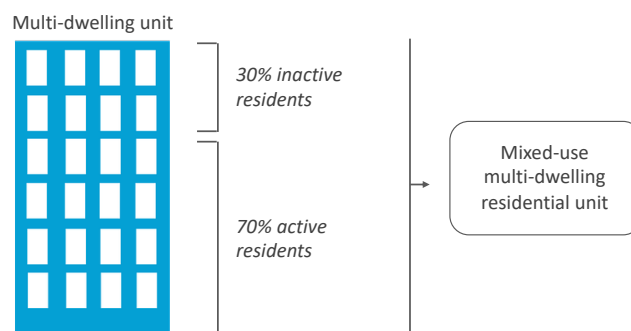 Multi-dwelling unit
30% inactive
residents
70% active
residents
Mixed-use
multi-dwelling
residential unit